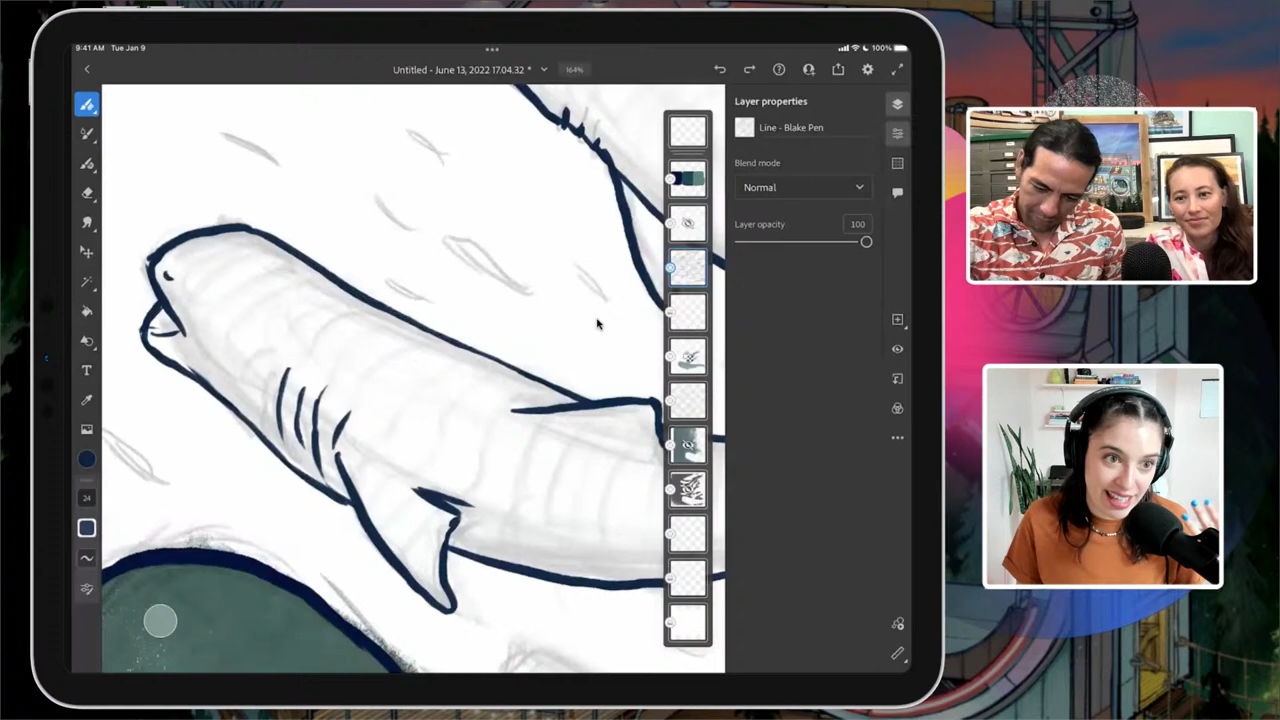 9:41 AM Tue Jan 9
100%
Untitled - June 13, 2022 17.04.32 *
164%
Layer properties
Line - Blake Pen
Blend mode
Normal
Layer opacity
100
T
24